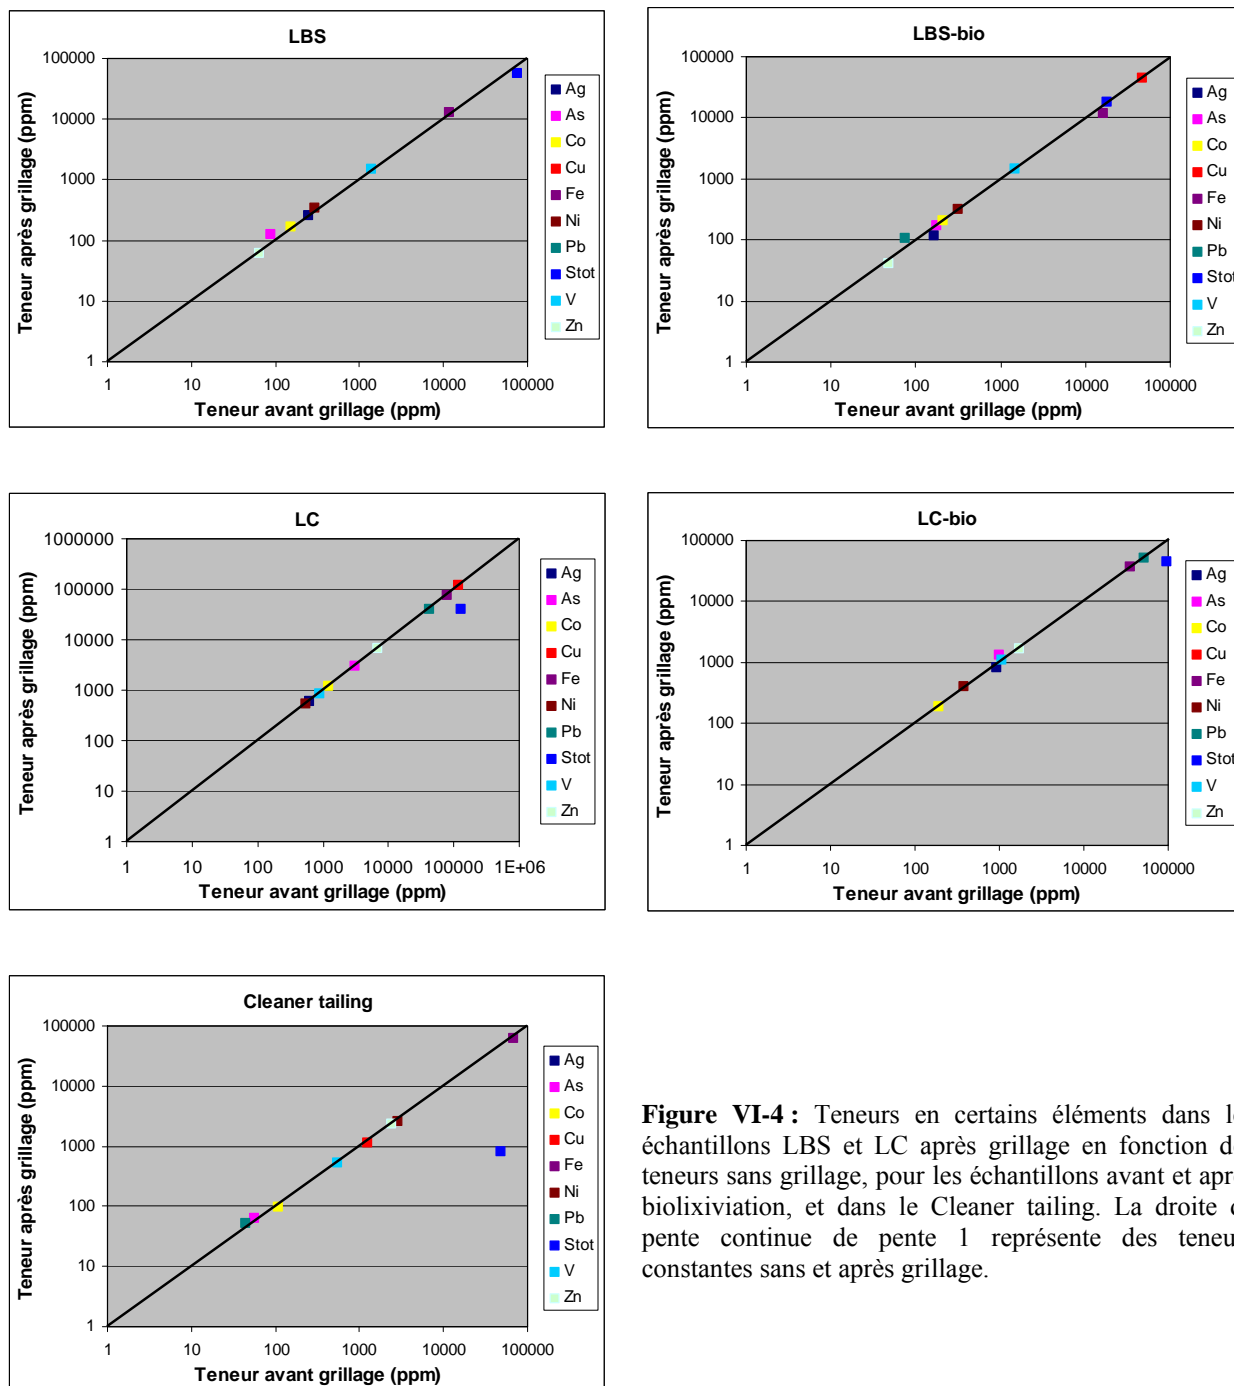 LBS
100000
10000
1000
100
10
1
1 10 100 1000 10000 100000
Teneur après grillage (ppm)
Teneur avant grillage (ppm)
Ag
As
Co
Cu
Fe
Ni
Pb
Stot
V
Zn
LBS-bio
100000
10000
1000
100
10
1
1 10 100 1000 10000 100000
Teneur après grillage (ppm)
Teneur avant grillage (ppm)
Ag
As
Co
Cu
Fe
Ni
Pb
Stot
V
Zn
LC
1000000
100000
10000
1000
100
10
1
1 10 100 1000 10000 100000 1E+06
Teneur après grillage (ppm)
Teneur avant grillage (ppm)
Ag
As
Co
Cu
Fe
Ni
Pb
Stot
V
Zn
LC-bio
100000
10000
1000
100
10
1
1 10 100 1000 10000 100000
Teneur après grillage (ppm)
Teneur avant grillage (ppm)
Ag
As
Co
Cu
Fe
Ni
Pb
Stot
V
Zn
Cleaner tailing
100000
10000
1000
100
10
1
1 10 100 1000 10000 100000
Teneur après grillage (ppm)
Teneur avant grillage (ppm)
Ag
As
Co
Cu
Fe
Ni
Pb
Stot
V
Zn
Figure VI-4 : Teneurs en certains éléments dans
échantillons LBS et LC après grillage en fonction
teneurs sans grillage, pour les échantillons avant et
biolixiviation, et dans le Cleaner tailing. La droite
pente continue de pente 1 représente des
constantes sans et après grillage.